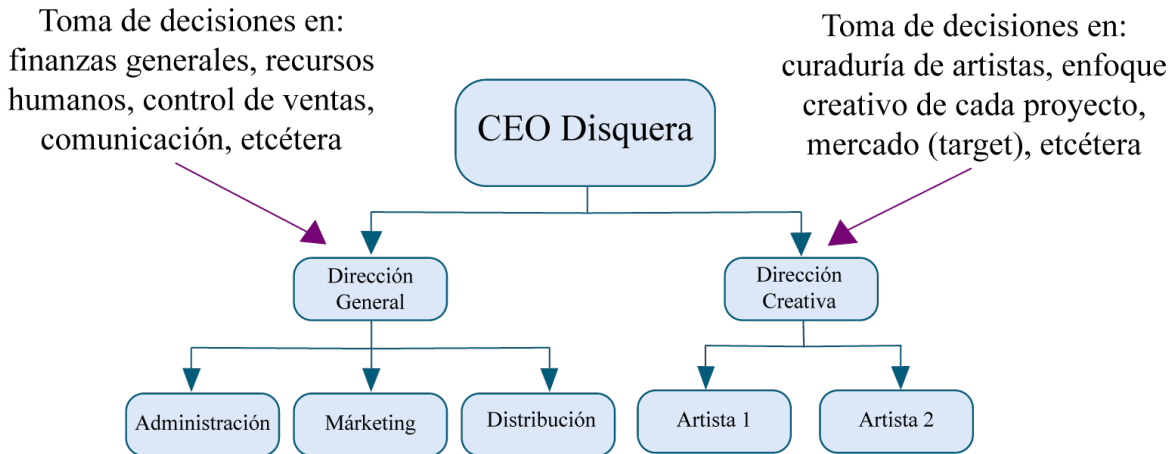 Toma de decisiones en:
finanzas generales, recursos
humanos, control de ventas,
comunicación, etcétera
Toma de decisiones en:
curaduría de artistas, enfoque
creativo de cada proyecto,
mercado (target), etcétera
CEO Disquera
Dirección
General
Dirección
Creativa
Administración
Márketing
Distribución
Artista 1
Artista 2